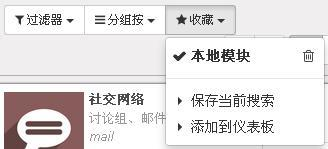 过滤器 分组按 收藏
本地模块
保存当前搜索
添加到仪表板
社交网络
讨论组、邮件
mail